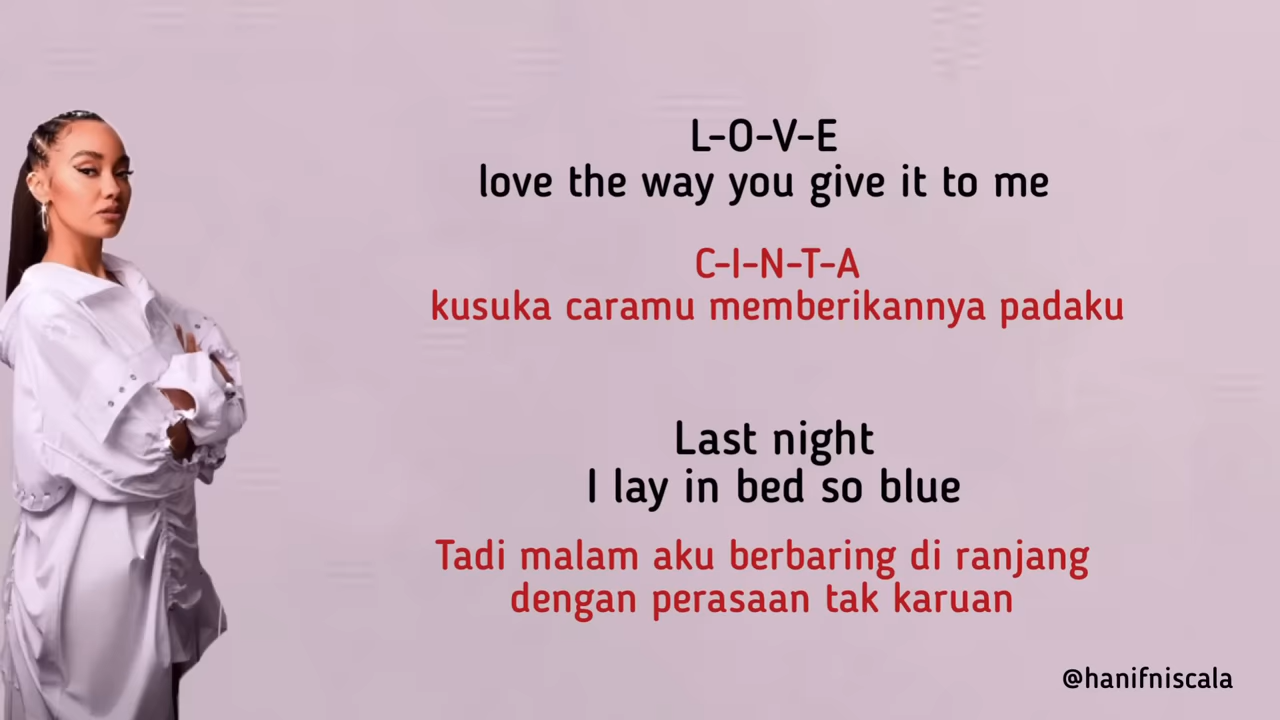 L-O-V-E
love the way you give it to me
C-I-N-T-A
kusuka caramu memberikannya padaku
Last night
I lay in bed so blue
Tadi malam aku berbaring di ranjang
dengan perasaan tak karuan
@hanifniscala